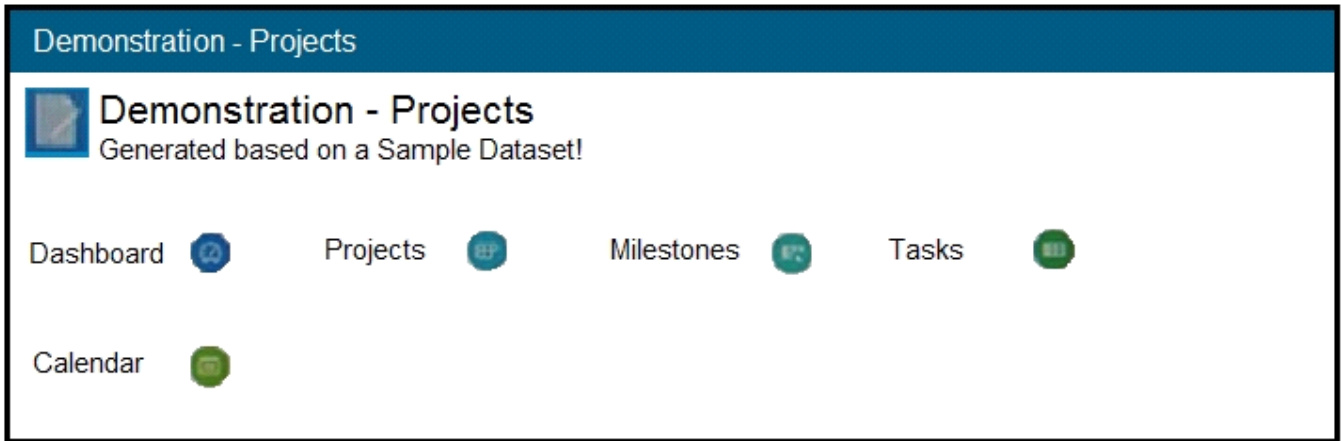 Demonstration - Projects
Demonstration - Projects
Generated based on a Sample Dataset!
Dashboard Projects Milestones Tasks
Calendar